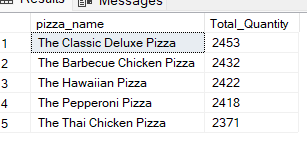 Results Messages
pizza_name Total_Quantity
1 The Classic Deluxe Pizza 2453
2 The Barbecue Chicken Pizza 2432
3 The Hawaiian Pizza 2422
4 The Pepperoni Pizza 2418
5 The Thai Chicken Pizza 2371